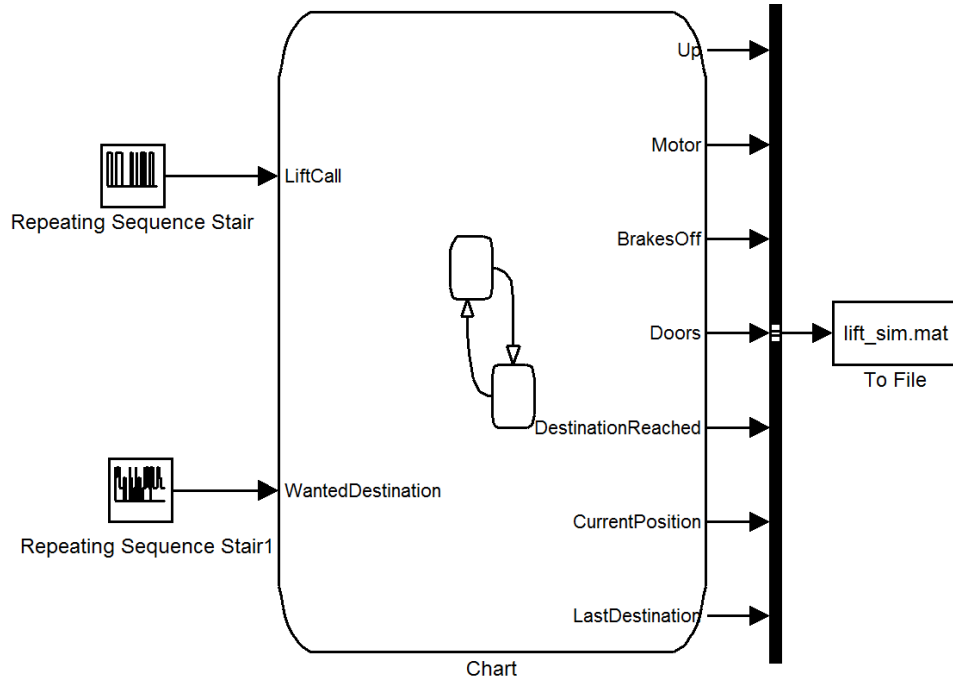 Up
Motor
LiftCall
Repeating Sequence Stair
BrakesOff
Doors
lift_sim.mat
To File
DestinationReached
WantedDestination
CurrentPosition
Repeating Sequence Stair1
LastDestination
Chart